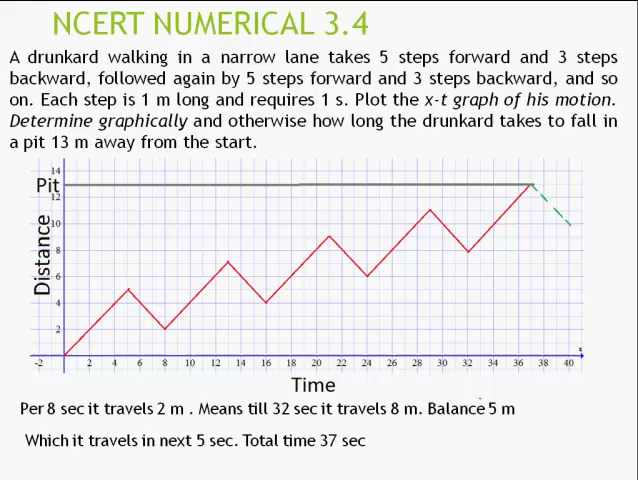 NCERT NUMERICAL 3.4
A drunkard walking in a narrow lane takes 5 steps forward and 3 steps
backward, followed again by 5 steps forward and 3 steps backward, and so
on. Each step is 1 m long and requires 1 s. Plot the x-t graph of his motion.
Determine graphically and otherwise how long the drunkard takes to fall in
a pit 13 m away from the start.
14
Pit
12
10
8
6
4
2
Distance
x
-2 2 4 6 8 10 12 14 16 18 20 22 24 26 28 30 32 34 36 38 40
Time
Per 8 sec it travels 2 m . Means till 32 sec it travels 8 m. Balance 5 m
Which it travels in next 5 sec. Total time 37 sec